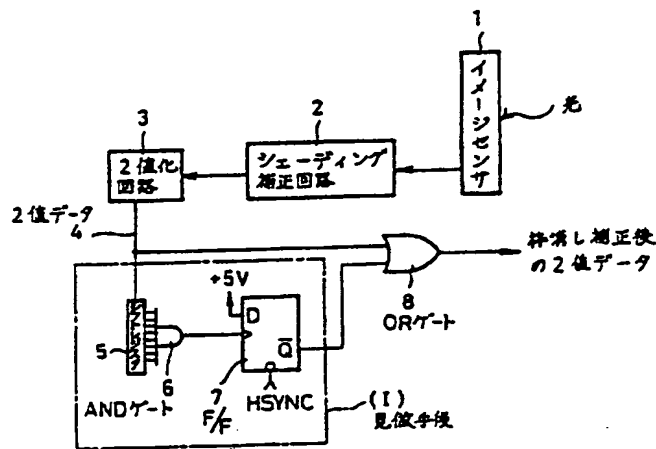 1
イメージセンサ
光
2
シェーディング
補正回路
3
2値化
回路
2値データ
4
枠消し補正後
の2値データ
8
ORゲート
+5V
D
Q̅
シフトレジスタ
5
6
ANDゲート
7
F/F
HSYNC
(I)
見做手段